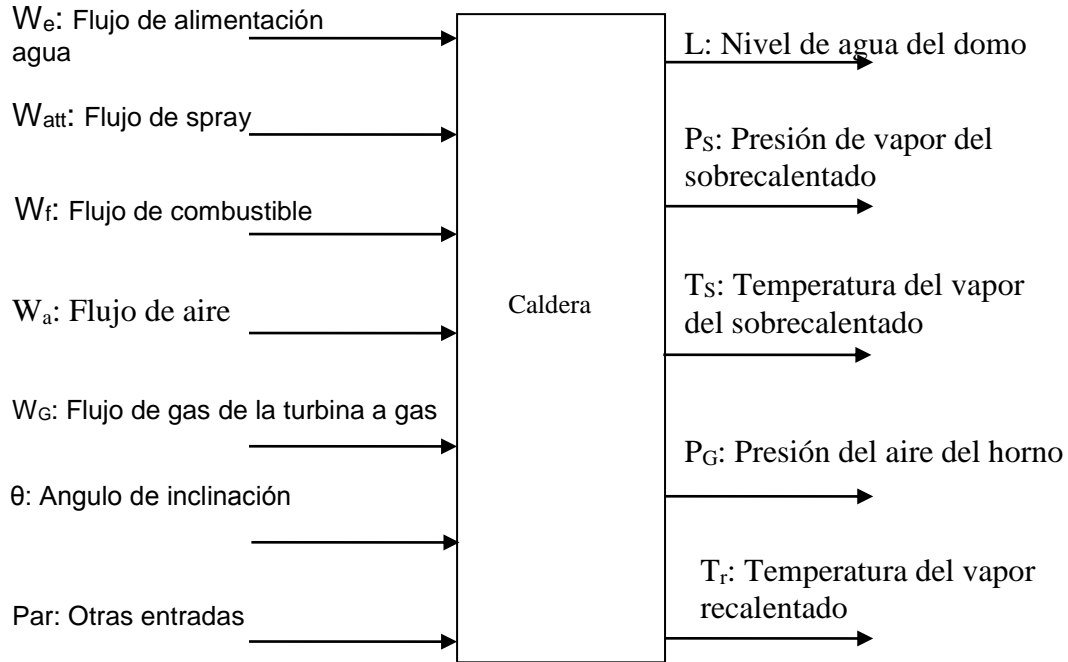 We: Flujo de alimentación
agua
Watt: Flujo de spray
Wf: Flujo de combustible
Wa: Flujo de aire
WG: Flujo de gas de la turbina a gas
θ: Angulo de inclinación
Par: Otras entradas
Caldera
L: Nivel de agua del domo
PS: Presión de vapor del
sobrecalentado
TS: Temperatura del vapor
del sobrecalentado
PG: Presión del aire del horno
Tr: Temperatura del vapor
recalentado